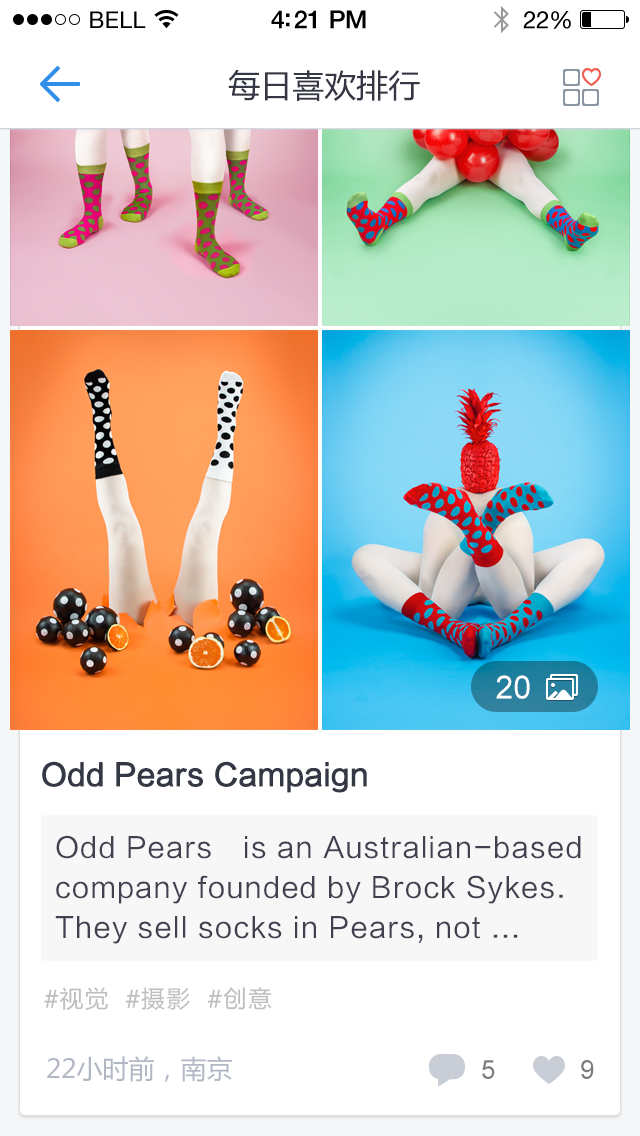 BELL 4:21 PM 22%
每日喜欢排行
20
Odd Pears Campaign
Odd Pears is an Australian-based
company founded by Brock Sykes.
They sell socks in Pears, not ...
#视觉 #摄影 #创意
22小时前，南京 5 9